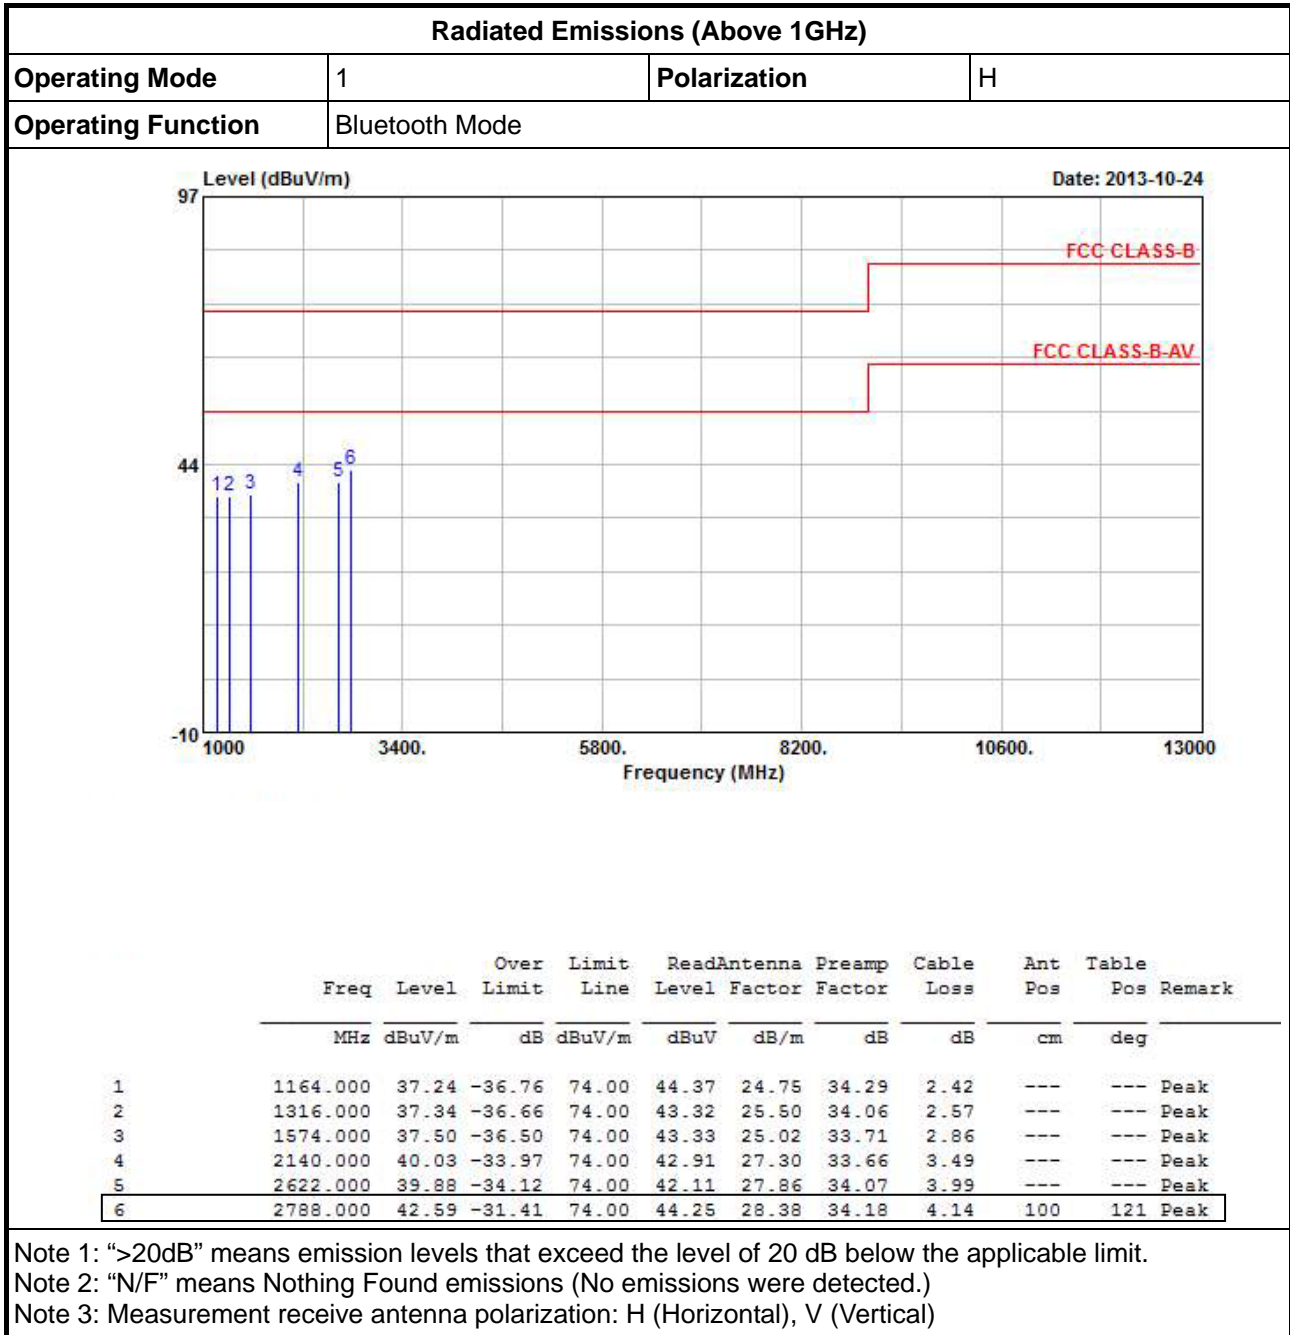 Radiated Emissions (Above 1GHz)
Operating Mode 1 Polarization H
Operating Function Bluetooth Mode
Level (dBuV/m) Date: 2013-10-24
97
FCC CLASS-B
FCC CLASS-B-AV
44
1 2 3 4 5 6
-10
1000 3400. 5800. 8200. 10600. 13000
Frequency (MHz)
Over Limit ReadAntenna Preamp Cable Ant Table
Freq Level Limit Line Level Factor Factor Loss Pos Pos Remark
MHz dBuV/m dB dBuV/m dBuV dB/m dB dB cm deg
1 1164.000 37.24 -36.76 74.00 44.37 24.75 34.29 2.42 --- --- Peak
2 1316.000 37.34 -36.66 74.00 43.32 25.50 34.06 2.57 --- --- Peak
3 1574.000 37.50 -36.50 74.00 43.33 25.02 33.71 2.86 --- --- Peak
4 2140.000 40.03 -33.97 74.00 42.91 27.30 33.66 3.49 --- --- Peak
5 2622.000 39.88 -34.12 74.00 42.11 27.86 34.07 3.99 --- --- Peak
6 2788.000 42.59 -31.41 74.00 44.25 28.38 34.18 4.14 100 121 Peak
Note 1: “>20dB” means emission levels that exceed the level of 20 dB below the applicable limit.
Note 2: “N/F” means Nothing Found emissions (No emissions were detected.)
Note 3: Measurement receive antenna polarization: H (Horizontal), V (Vertical)